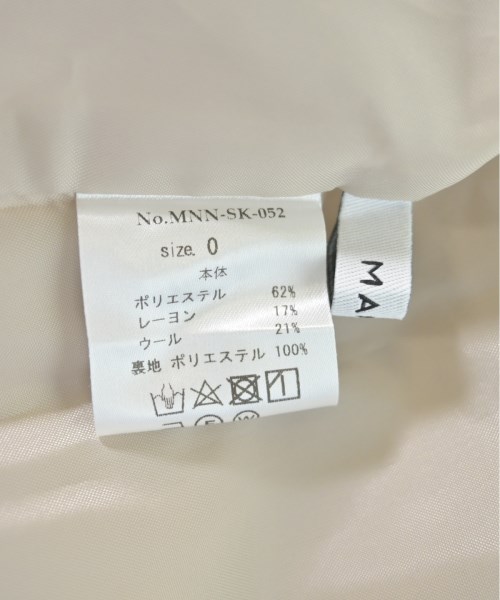 No.MNN-SK-052
size. 0
本体
ポリエステル 62%
レーヨン 17%
ウール 21%
裏地 ポリエステル 100%